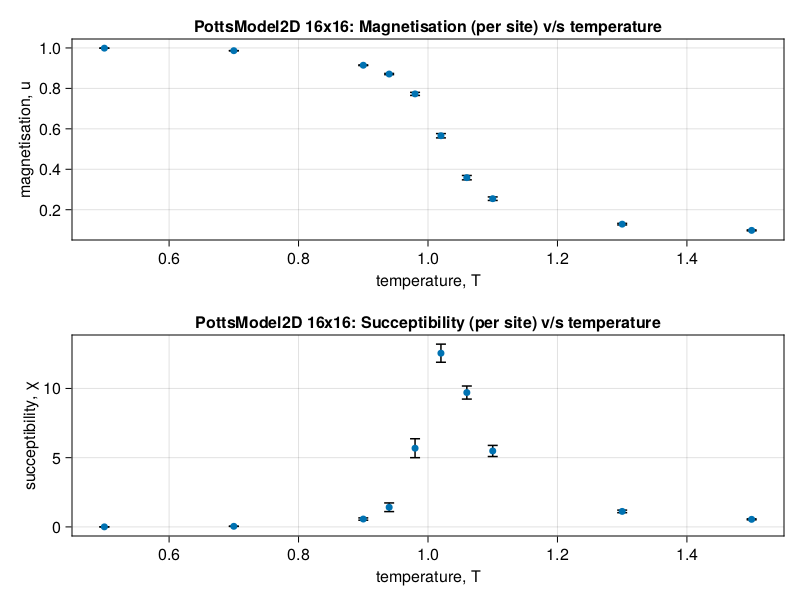 PottsModel2D 16x16: Magnetisation (per site) v/s temperature
magnetisation, u
1.0
0.8
0.6
0.4
0.2
0.6 0.8 1.0 1.2 1.4
temperature, T
PottsModel2D 16x16: Succeptibility (per site) v/s temperature
succeptibility, χ
10
5
0
0.6 0.8 1.0 1.2 1.4
temperature, T